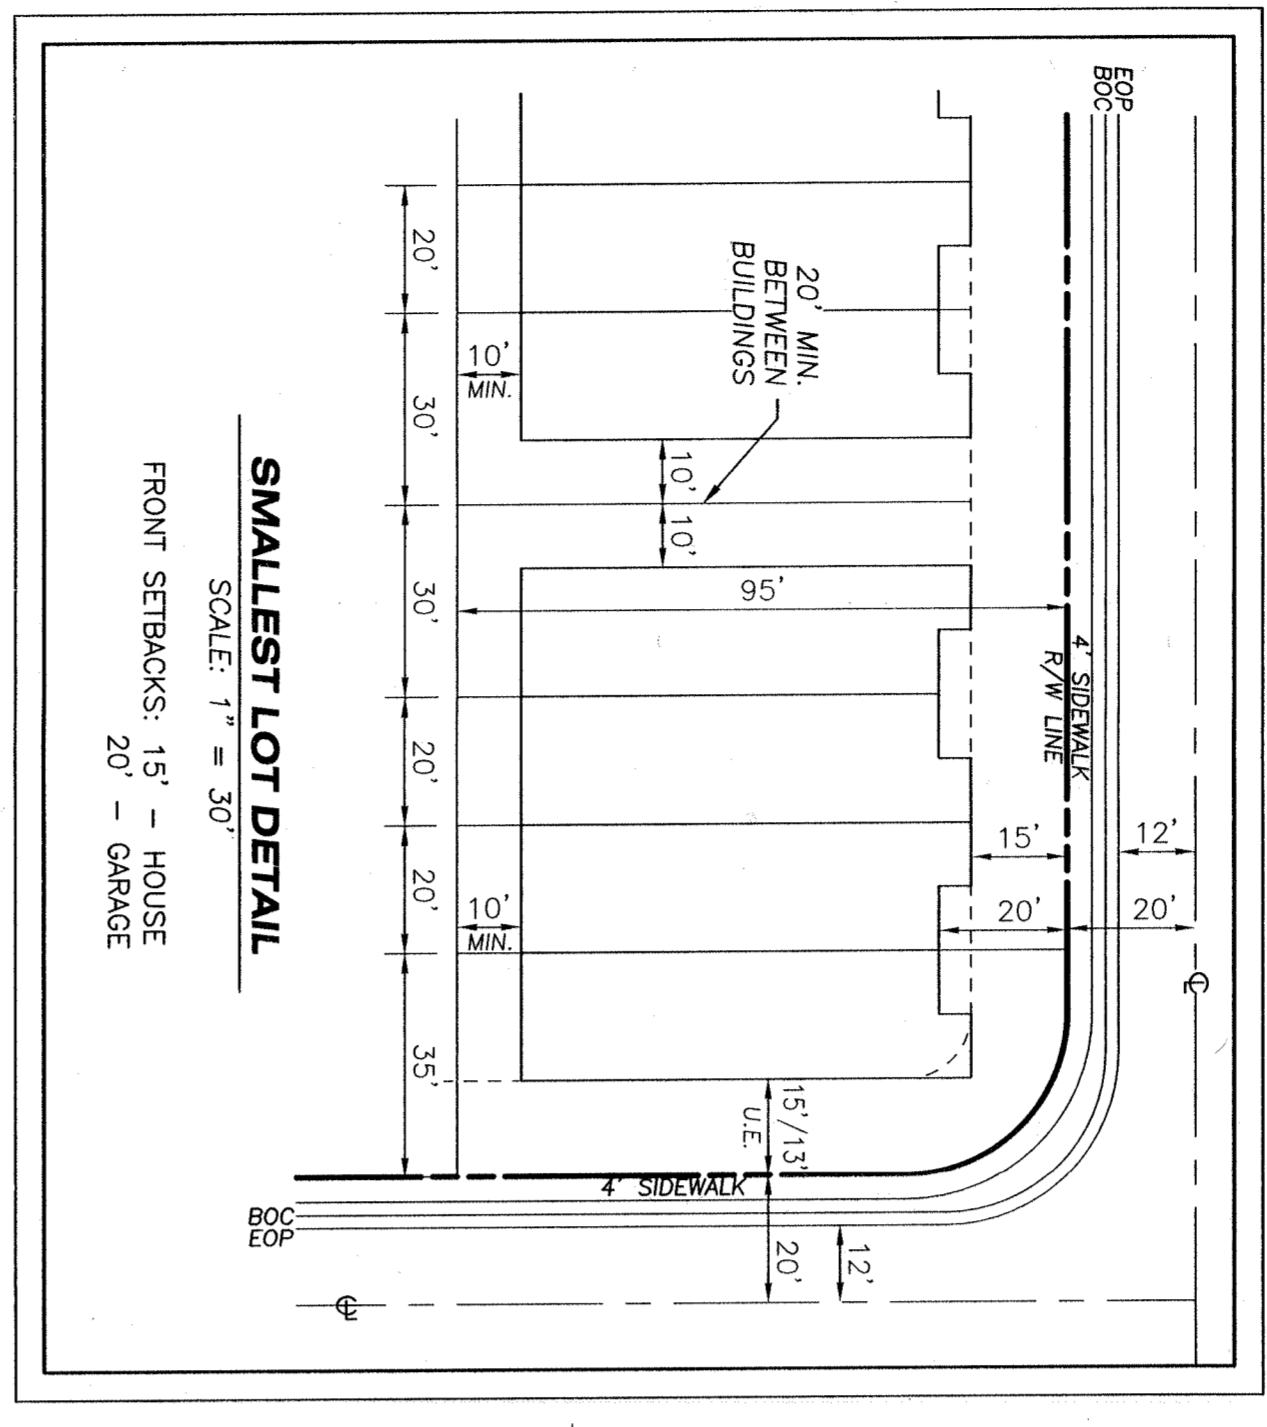 EOP
BOC
20' MIN.
BETWEEN
BUILDINGS
20'
30'
30'
20'
20'
35'
10'
MIN.
10'
10'
95'
4' SIDEWALK
R/W LINE
15'
12'
20'
20'
10'
MIN.
℄
15'/13'
U.E.
4' SIDEWALK
BOC
EOP
20'
12'
℄
SMALLEST LOT DETAIL
SCALE: 1" = 30'
FRONT SETBACKS: 15' – HOUSE
20' – GARAGE